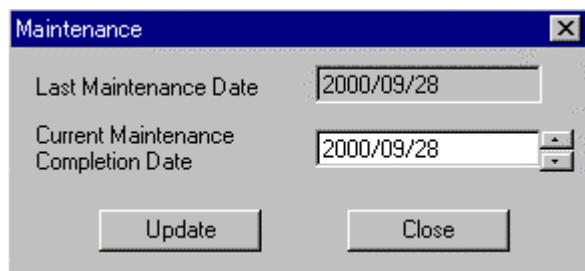 Maintenance
Last Maintenance Date 2000/09/28
Current Maintenance
Completion Date 2000/09/28
Update Close